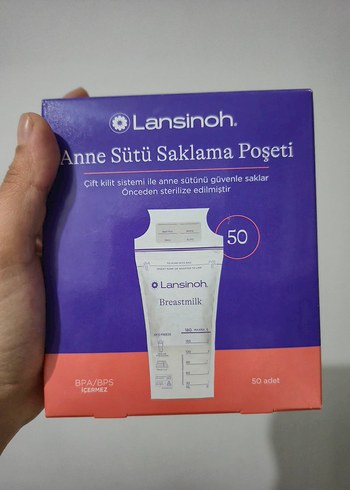 Lansinoh®
Anne Sütü Saklama Poşeti
Çift kilit sistemi ile anne sütünü güvenle saklar
Önceden sterilize edilmiştir
50
Lansinoh.
Breastmilk
BPA/BPS
İÇERMEZ
50 adet